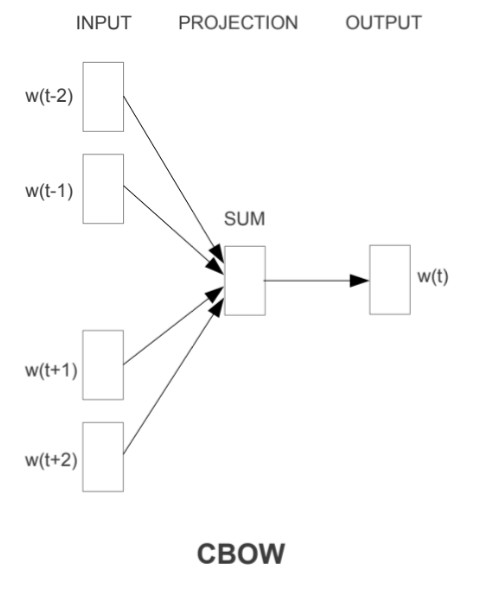 INPUT PROJECTION OUTPUT
w(t-2)
w(t-1)
SUM
w(t)
w(t+1)
w(t+2)
CBOW